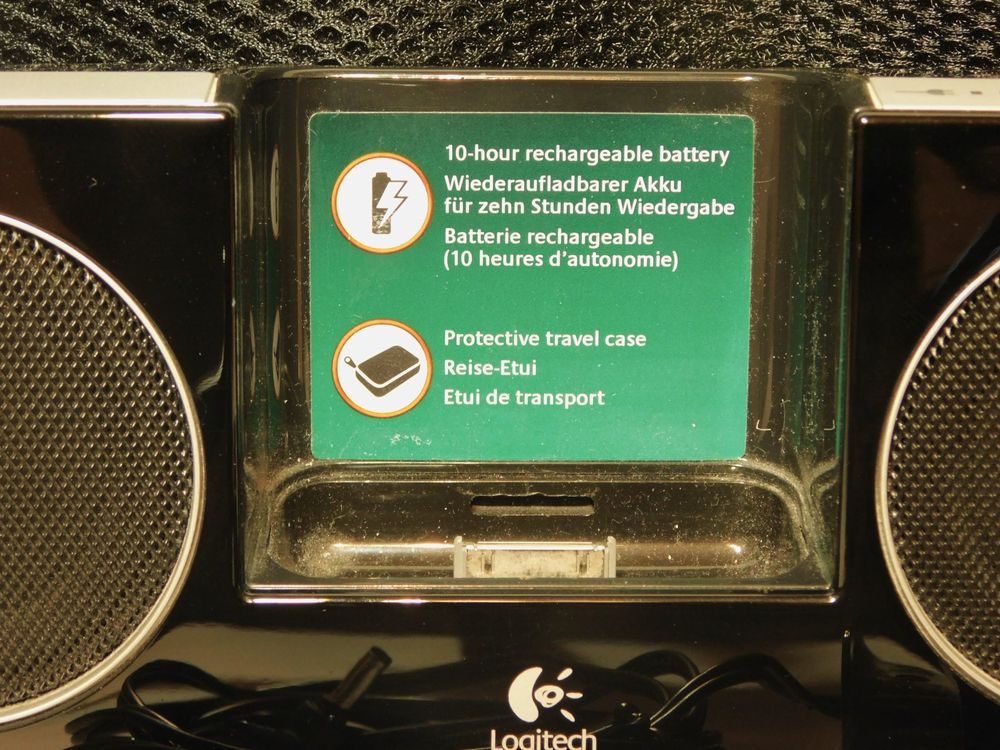 10-hour rechargeable battery
Wiederaufladbarer Akku
für zehn Stunden Wiedergabe
Batterie rechargeable
(10 heures d'autonomie)
Protective travel case
Reise-Etui
Etui de transport
Logitech